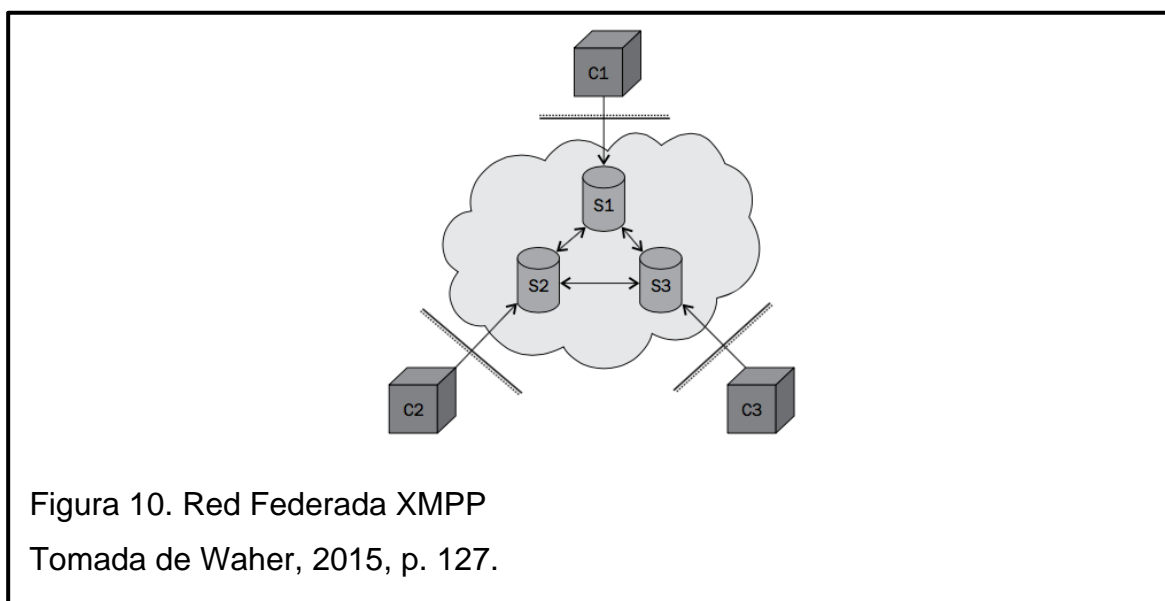 C1
S1
S2
S3
C2
C3
Figura 10. Red Federada XMPP
Tomada de Waher, 2015, p. 127.